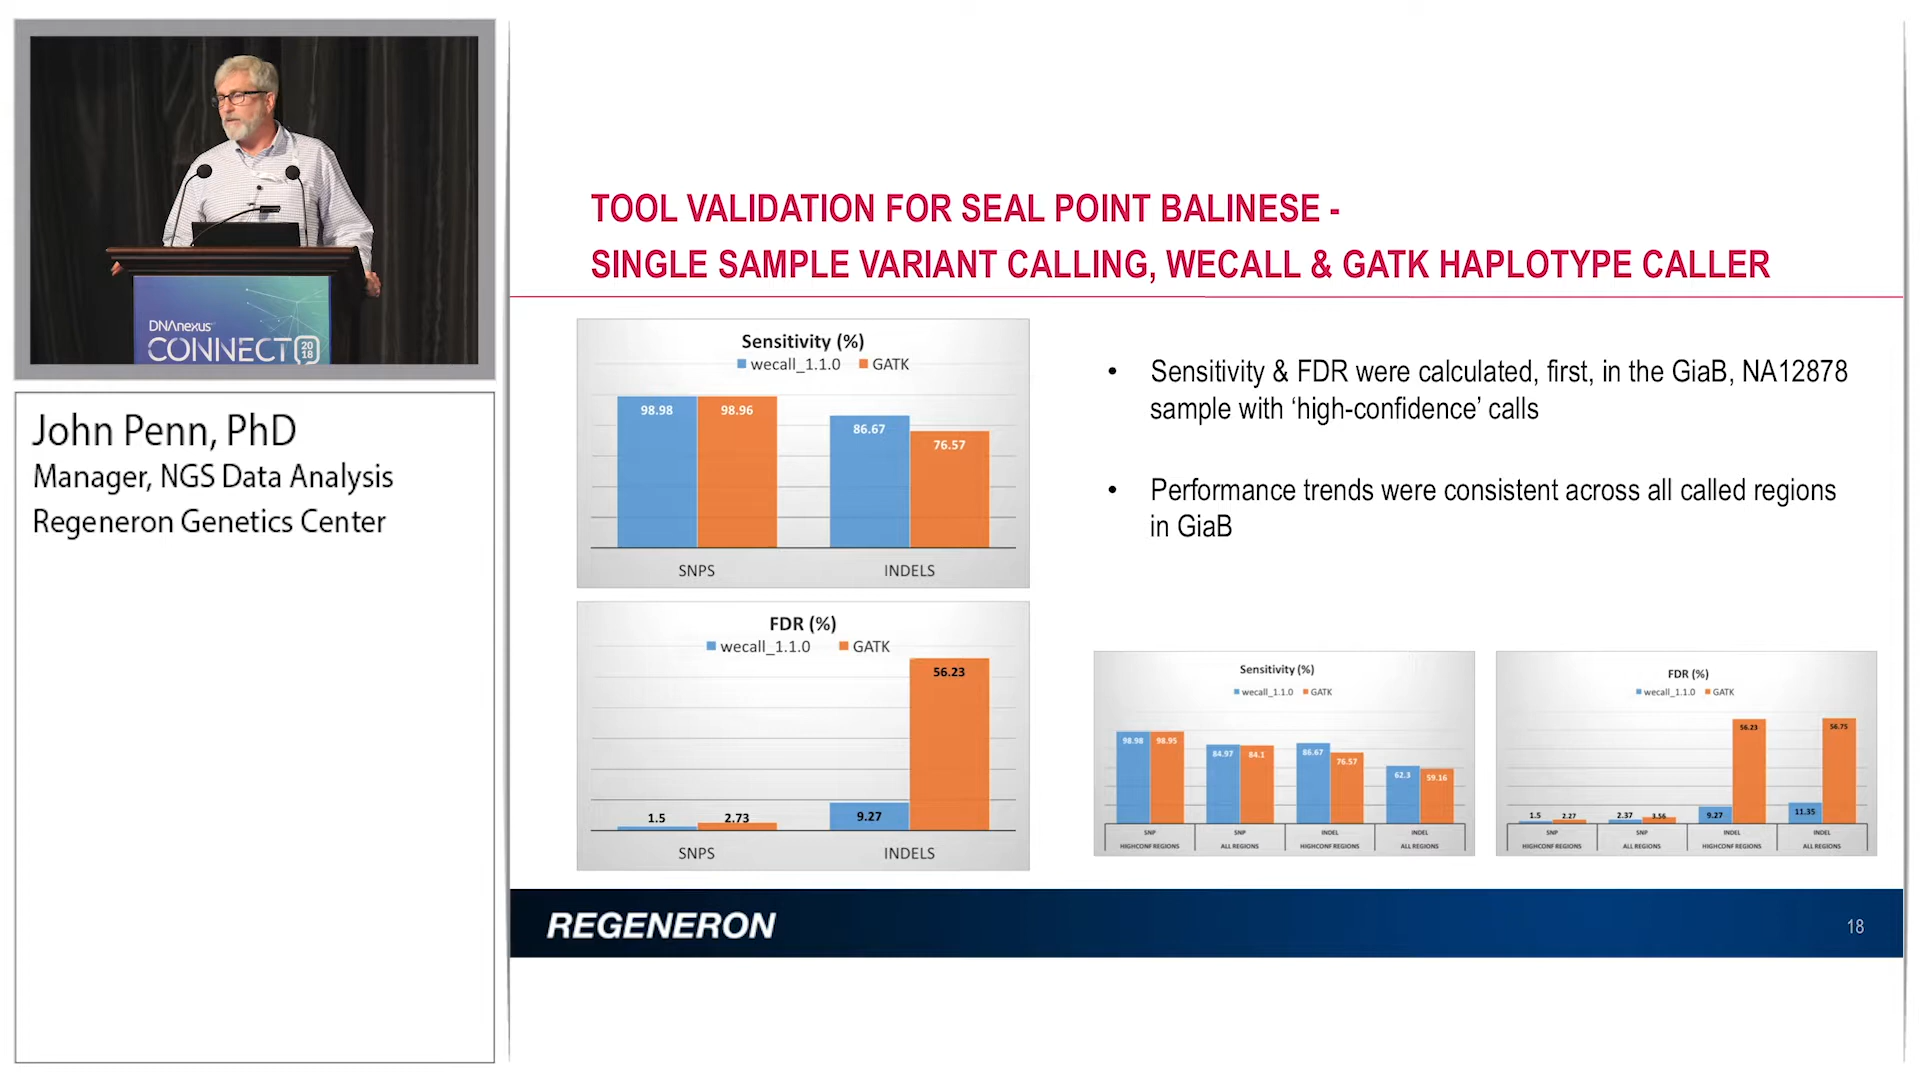 DNAnexus
CONNECT 20 18
John Penn, PhD
Manager, NGS Data Analysis
Regeneron Genetics Center
TOOL VALIDATION FOR SEAL POINT BALINESE -
SINGLE SAMPLE VARIANT CALLING, WECALL & GATK HAPLOTYPE CALLER
Sensitivity (%)
wecall_1.1.0 GATK
98.98 98.96 86.67 76.57
SNPS INDELS
FDR (%)
wecall_1.1.0 GATK
1.5 2.73 9.27 56.23
SNPS INDELS
• Sensitivity & FDR were calculated, first, in the GiaB, NA12878
sample with ‘high-confidence’ calls
• Performance trends were consistent across all called regions
in GiaB
Sensitivity (%)
wecall_1.1.0 GATK
98.98 98.95 84.97 84.1 86.67 76.57 62.3 59.16
SNP SNP INDEL INDEL
HIGHCONF REGIONS ALL REGIONS HIGHCONF REGIONS ALL REGIONS
FDR (%)
wecall_1.1.0 GATK
1.5 2.27 2.37 3.56 9.27 56.23 11.35 56.75
SNP SNP INDEL INDEL
HIGHCONF REGIONS ALL REGIONS HIGHCONF REGIONS ALL REGIONS
REGENERON
18